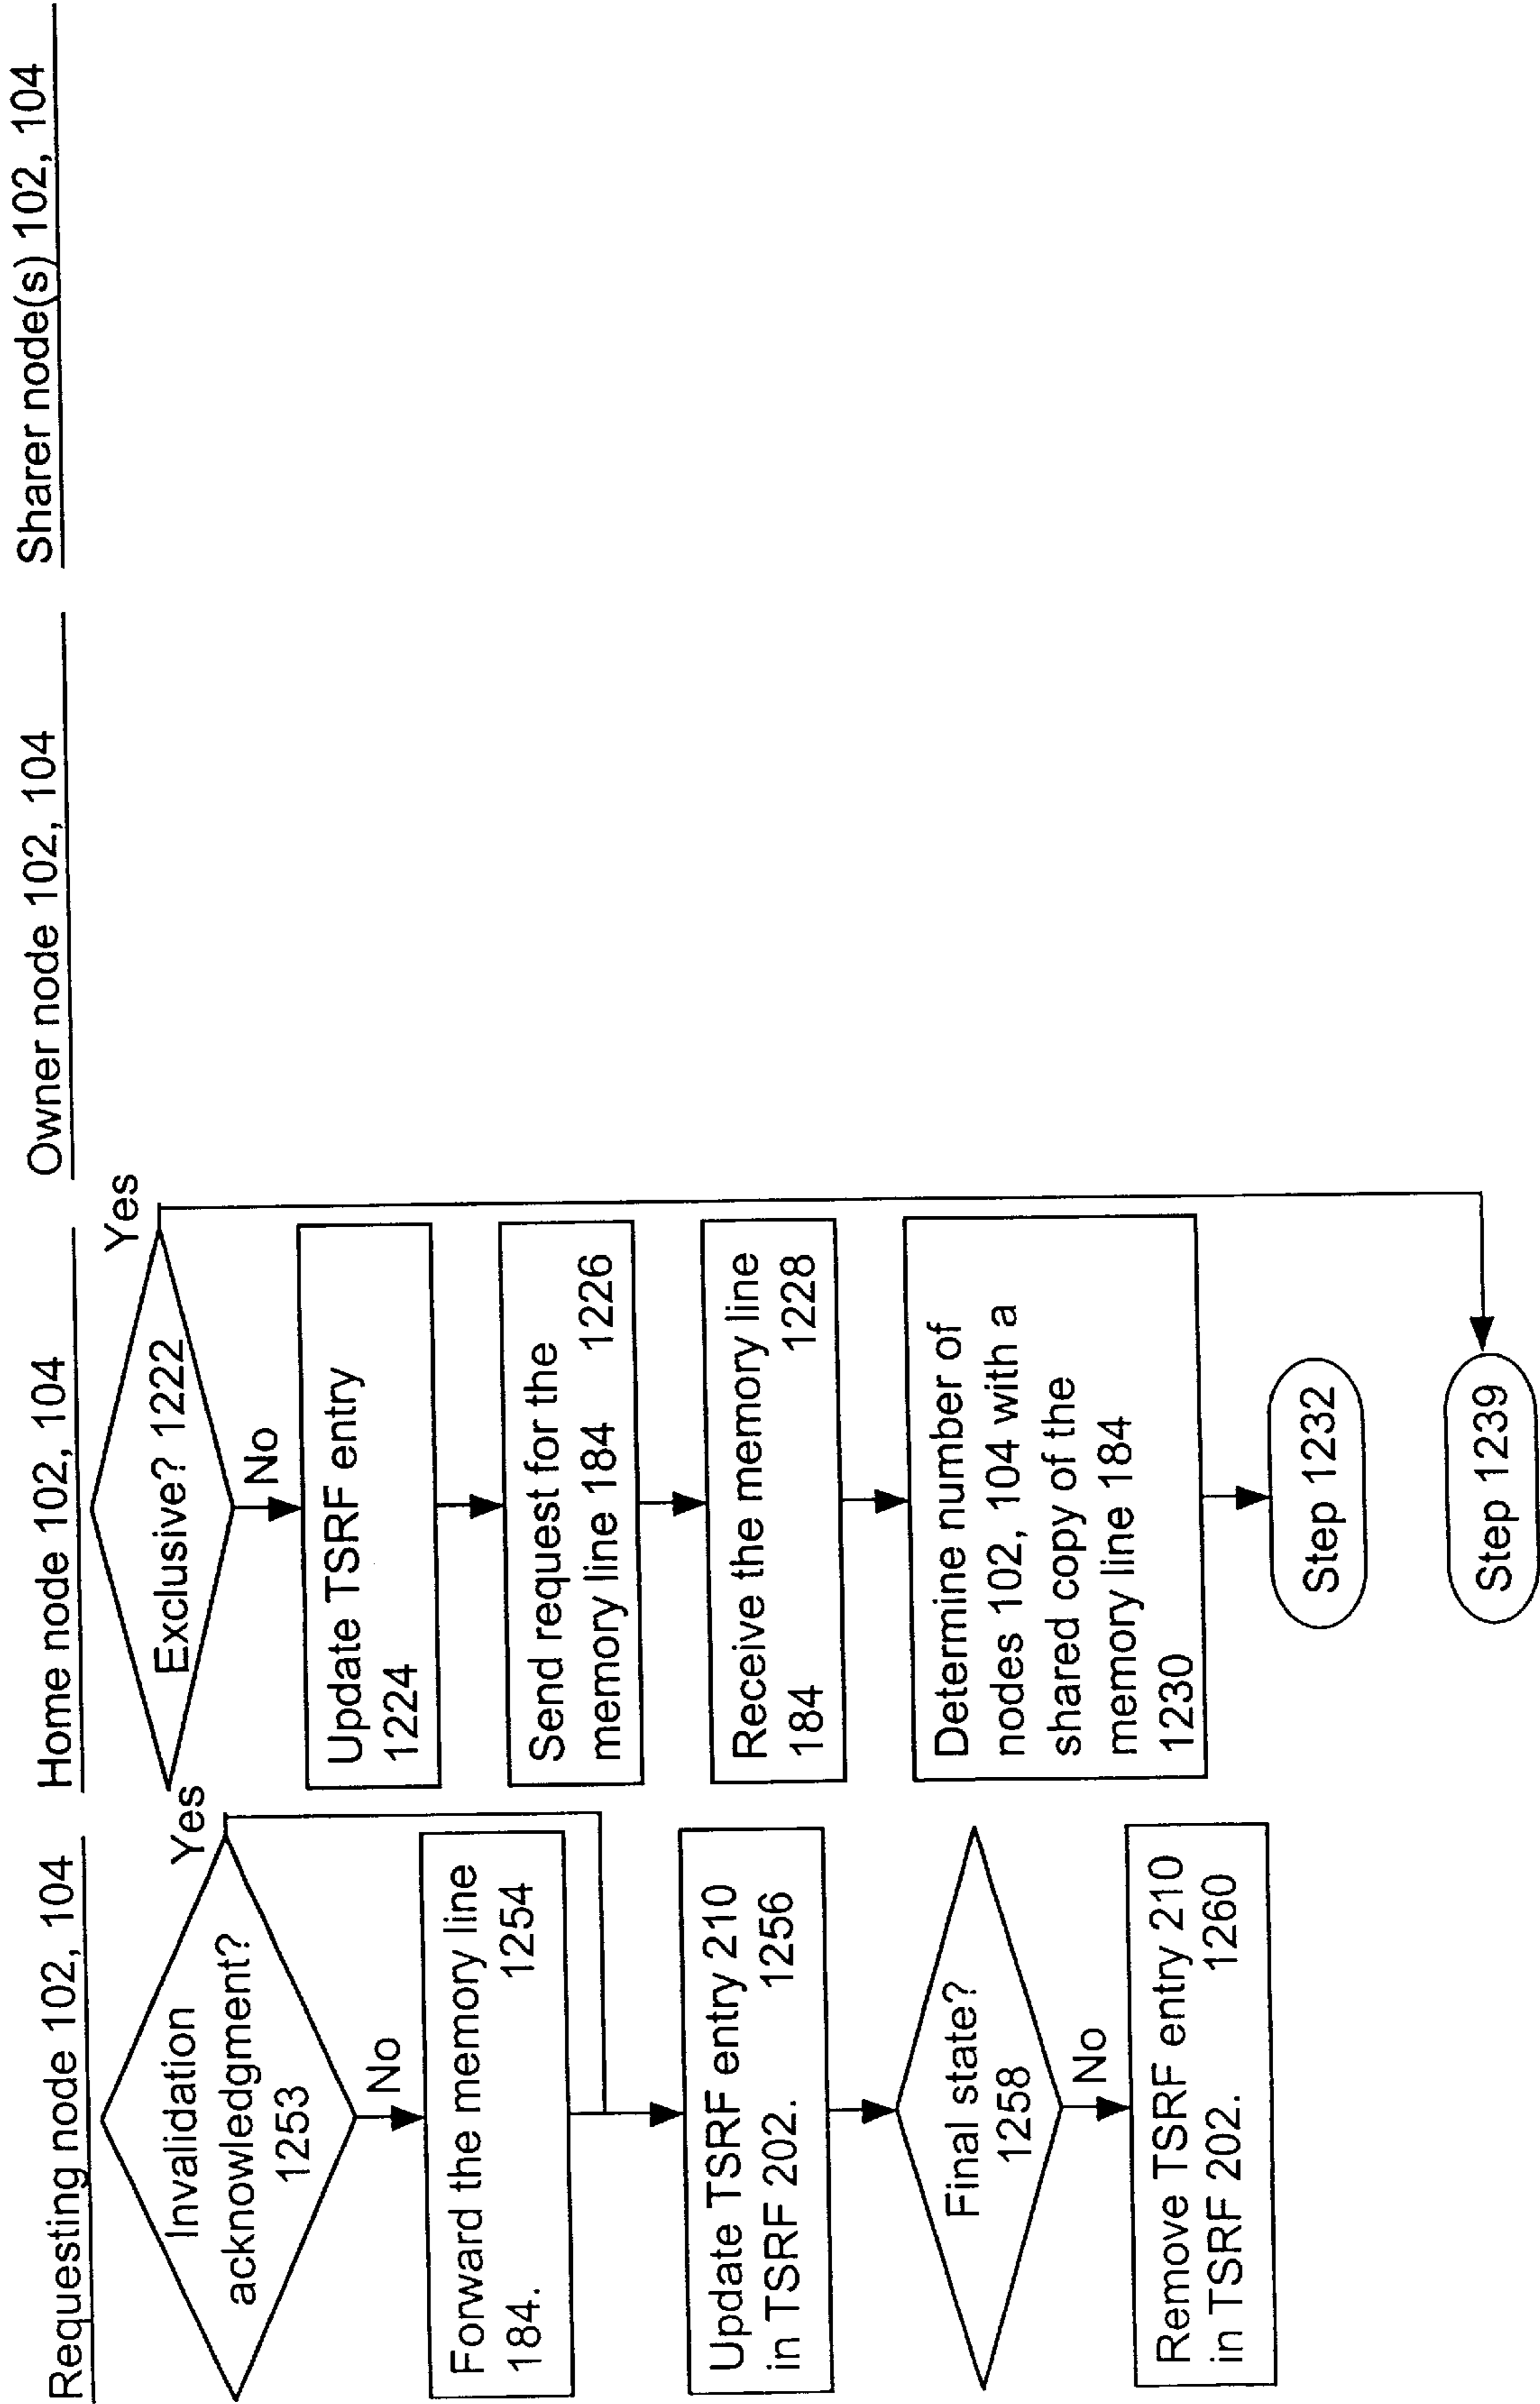 Requesting node 102, 104
Home node 102, 104
Owner node 102, 104
Sharer node(s) 102, 104
Invalidation
acknowledgment?
1253
Yes
No
Forward the memory line
184. 1254
Update TSRF entry 210
in TSRF 202. 1256
Final state?
1258
No
Remove TSRF entry 210
in TSRF 202. 1260
Exclusive? 1222
Yes
No
Update TSRF entry
1224
Send request for the
memory line 184 1226
Receive the memory line
184 1228
Determine number of
nodes 102, 104 with a
shared copy of the
memory line 184
1230
Step 1232
Step 1239